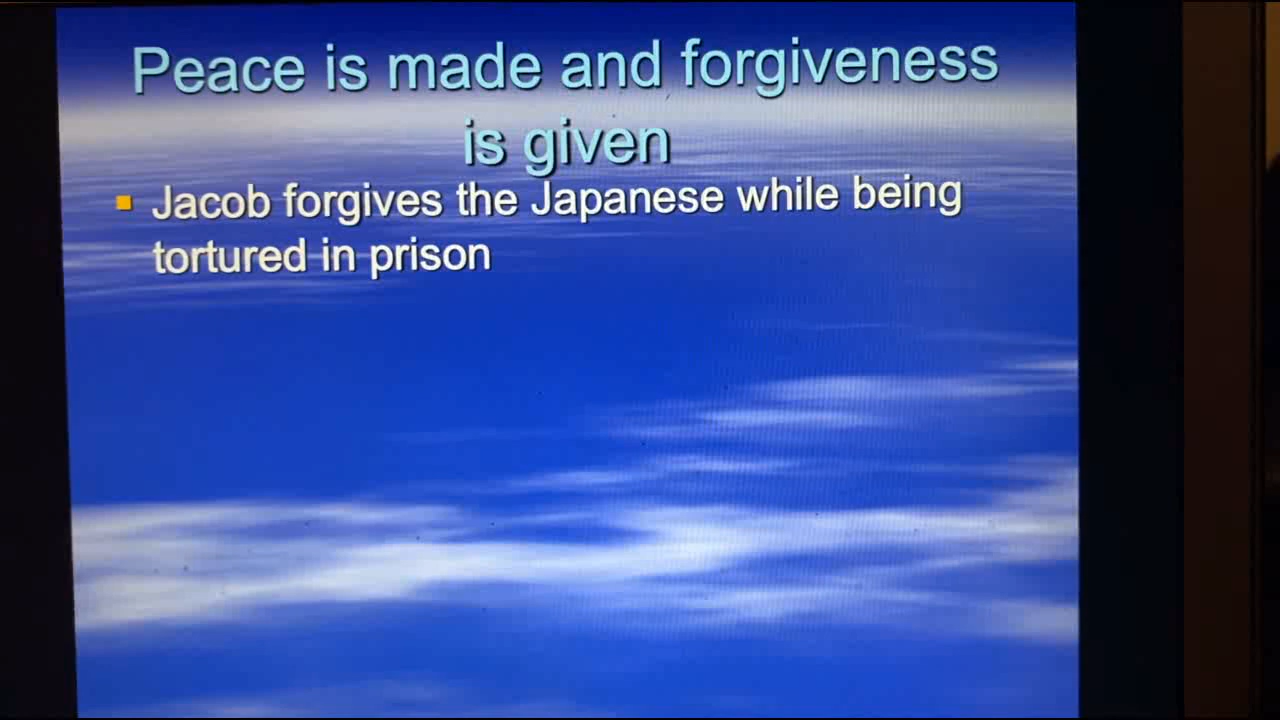 Peace is made and forgiveness
is given
Jacob forgives the Japanese while being
tortured in prison